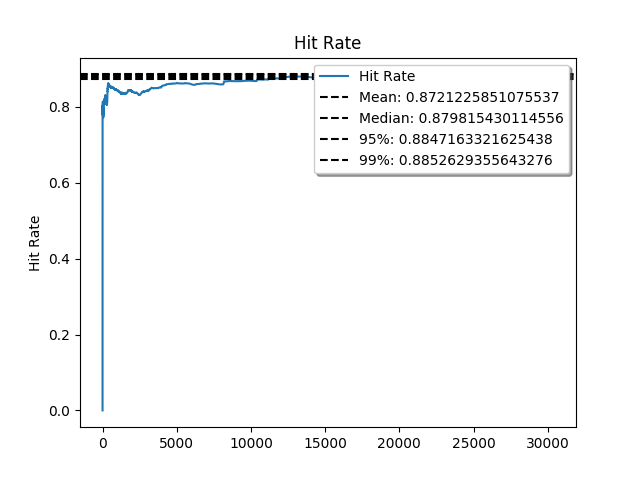 Hit Rate
Hit Rate
Mean: 0.8721225851075537
Median: 0.879815430114556
95%: 0.8847163321625438
99%: 0.8852629355643276
Hit Rate
0.8
0.6
0.4
0.2
0.0
0 5000 10000 15000 20000 25000 30000